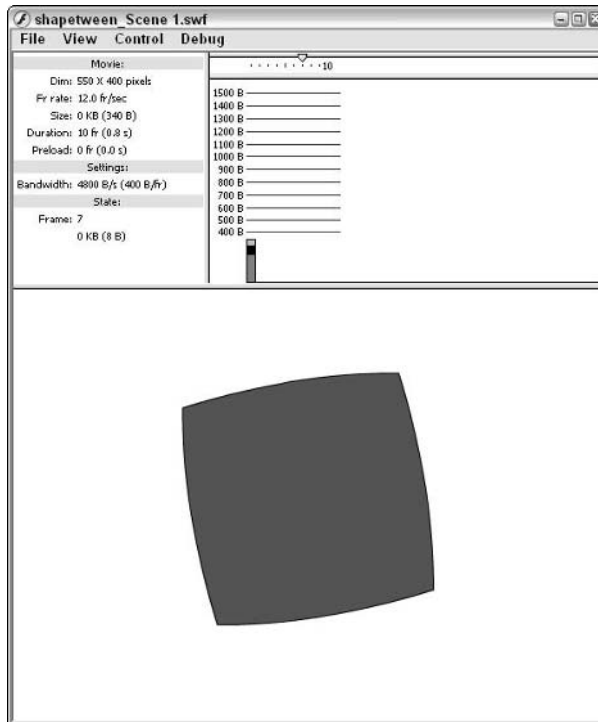 shapetween_Scene 1.swf
File View Control Debug
Movie:
Dim: 550 X 400 pixels
Fr rate: 12.0 fr/sec
Size: 0 KB (340 B)
Duration: 10 fr (0.8 s)
Preload: 0 fr (0.0 s)
Settings:
Bandwidth: 4800 B/s (400 B/fr)
State:
Frame: 7
0 KB (8 B)
10
1500 B
1400 B
1300 B
1200 B
1100 B
1000 B
900 B
800 B
700 B
600 B
500 B
400 B